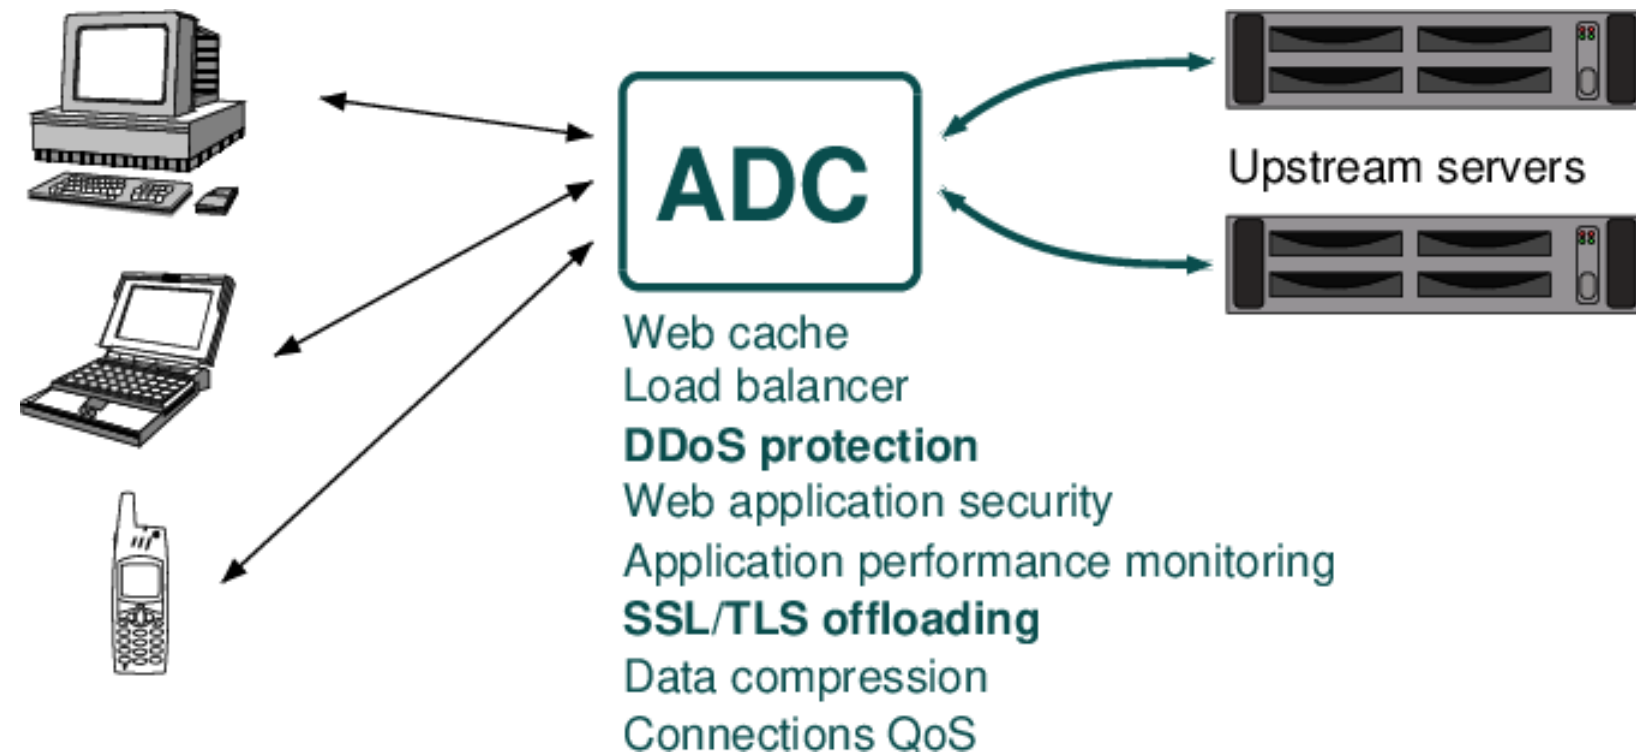 ADC
Upstream servers
Web cache
Load balancer
DDoS protection
Web application security
Application performance monitoring
SSL/TLS offloading
Data compression
Connections QoS